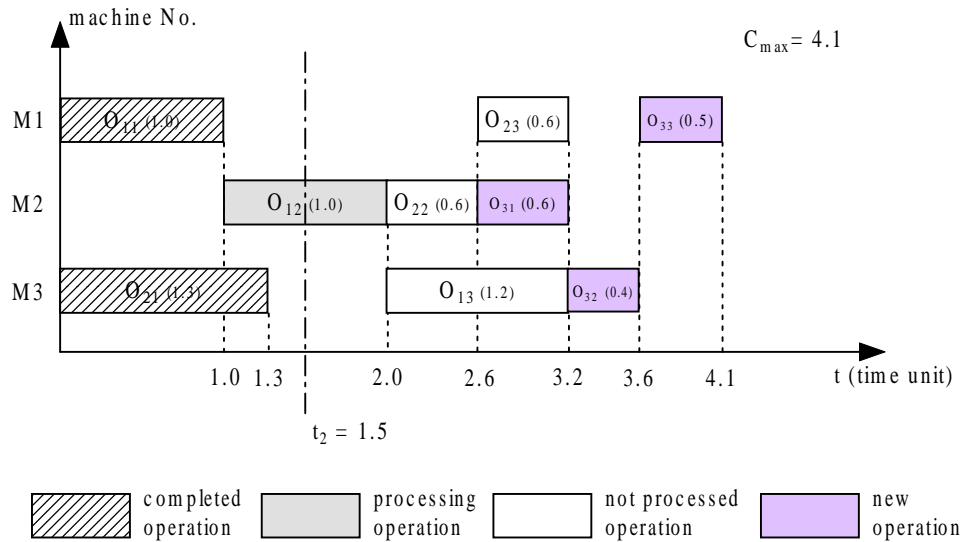 machine No.
Cmax= 4.1
M1
O11 (1.0)
O23 (0.6)
O33 (0.5)
M2
O12 (1.0)
O22 (0.6)
O31 (0.6)
M3
O21 (1.3)
O13 (1.2)
O32 (0.4)
1.0 1.3 2.0 2.6 3.2 3.6 4.1 t (time unit)
t2 = 1.5
completed
operation
processing
operation
not processed
operation
new
operation